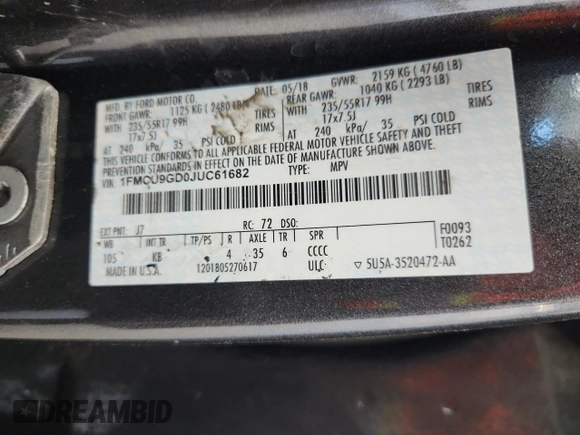 MFD. BY FORD MOTOR CO.
DATE: 05/18 GVWR: 2159 KG ( 4760 LB)
FRONT GAWR: 1125 KG ( 2480 LB) REAR GAWR: 1040 KG ( 2293 LB)
WITH 235/55R17 99H TIRES WITH 235/55R17 99H TIRES
17x7.5J RIMS 17x7.5J RIMS
AT 240 kPa/ 35 PSI COLD AT 240 kPa/ 35 PSI COLD
THIS VEHICLE CONFORMS TO ALL APPLICABLE FEDERAL MOTOR VEHICLE SAFETY AND THEFT
PREVENTION STANDARDS IN EFFECT ON THE DATE OF MANUFACTURE SHOWN ABOVE.
VIN: 1FMCU9GD0JUC61682 TYPE: MPV
EXT PNT: J7 RC: 72 DSO: F0093
WB INT TR TP/PS R AXLE TR SPR T0262
105 KB 4 35 6 CCCC
MADE IN U.S.A. 1201805270617 ULC ▽ 5U5A-3520472-AA
DREAMBID